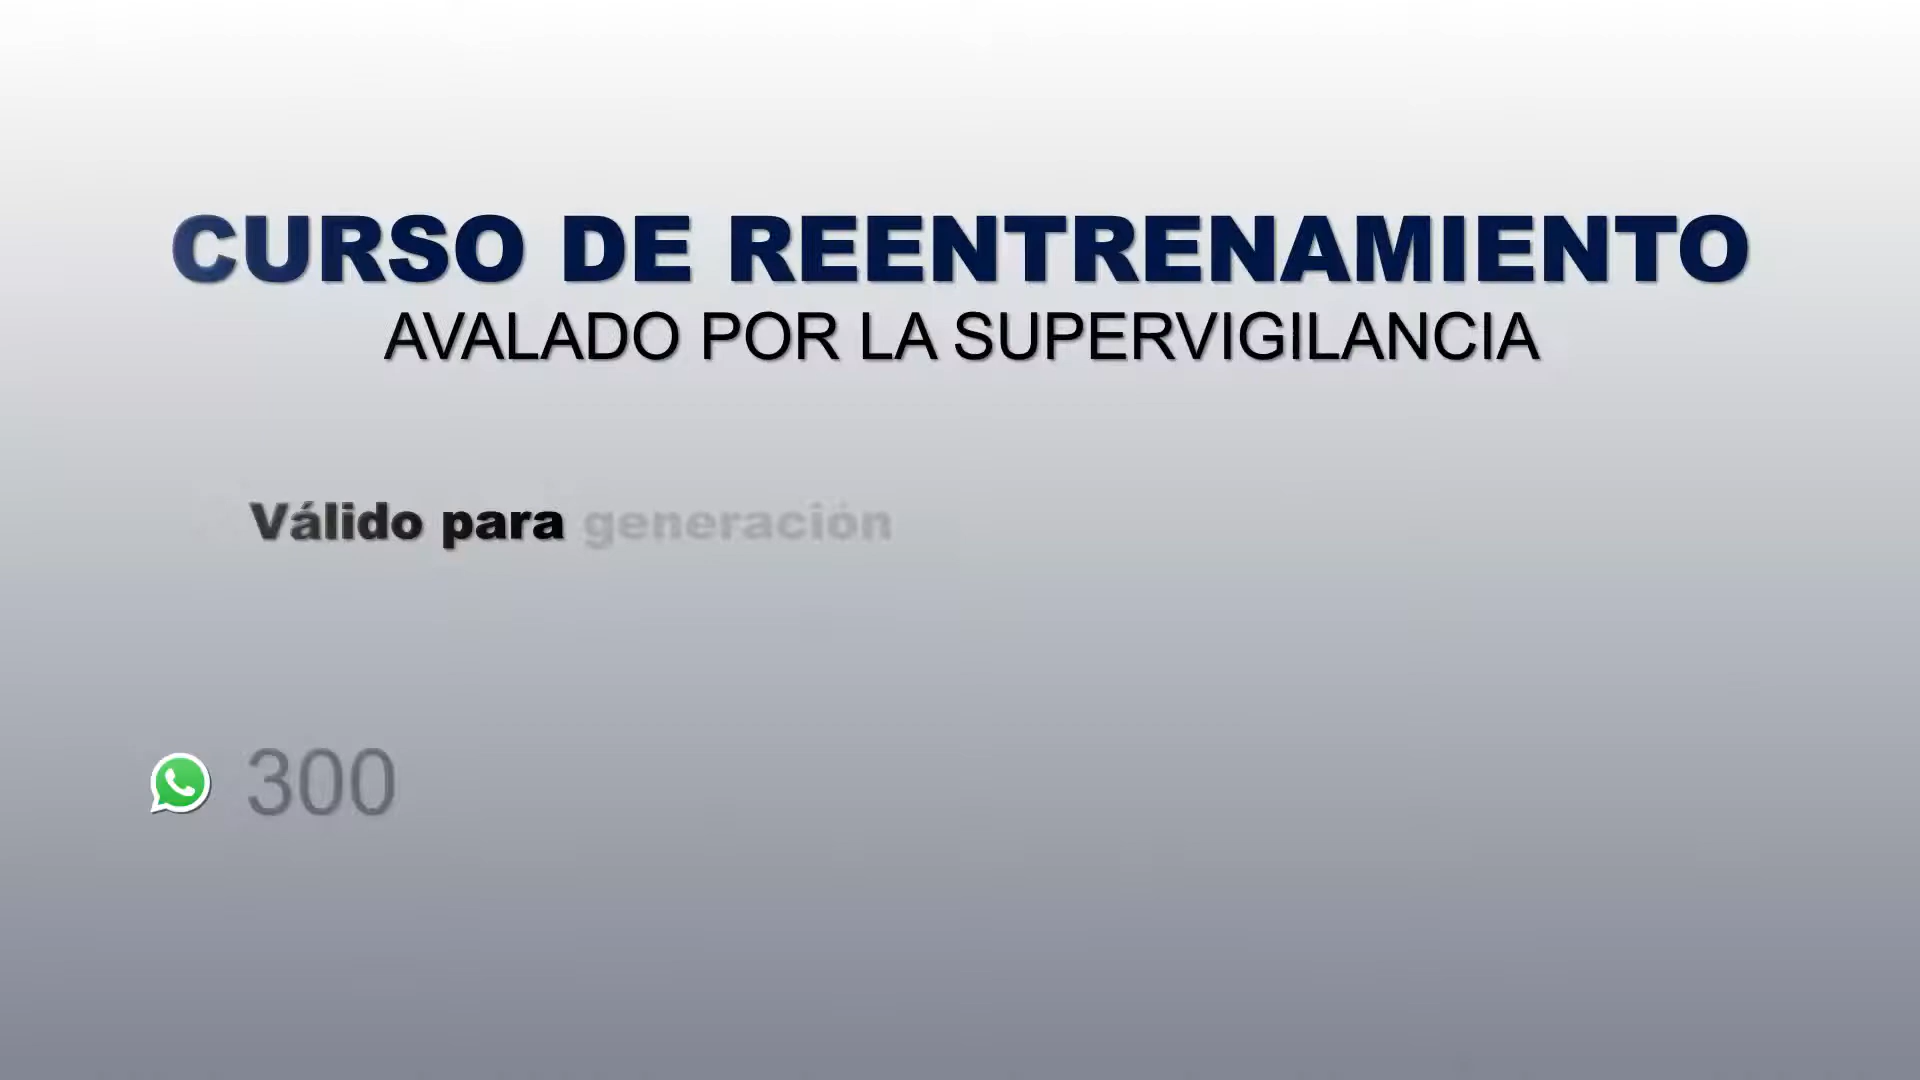 CURSO DE REENTRENAMIENTO
AVALADO POR LA SUPERVIGILANCIA
Válido para generación
300